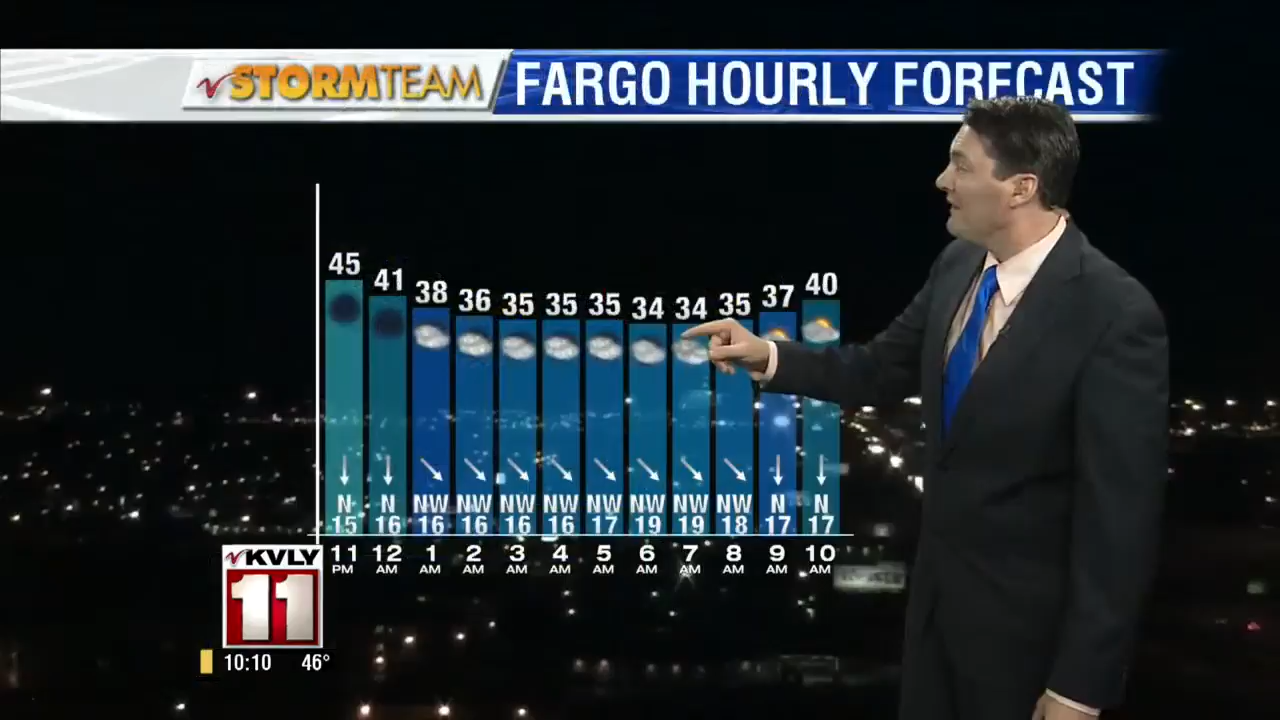 STORMTEAM FARGO HOURLY FORECAST
45 41 38 36 35 35 35 34 34 35 37 40
N N NW NW NW NW NW NW NW NW N N
15 16 16 16 16 16 17 19 19 18 17 17
11 12 1 2 3 4 5 6 7 8 9 10
PM AM AM AM AM AM AM AM AM AM AM AM
KVLY
11
10:10 46°